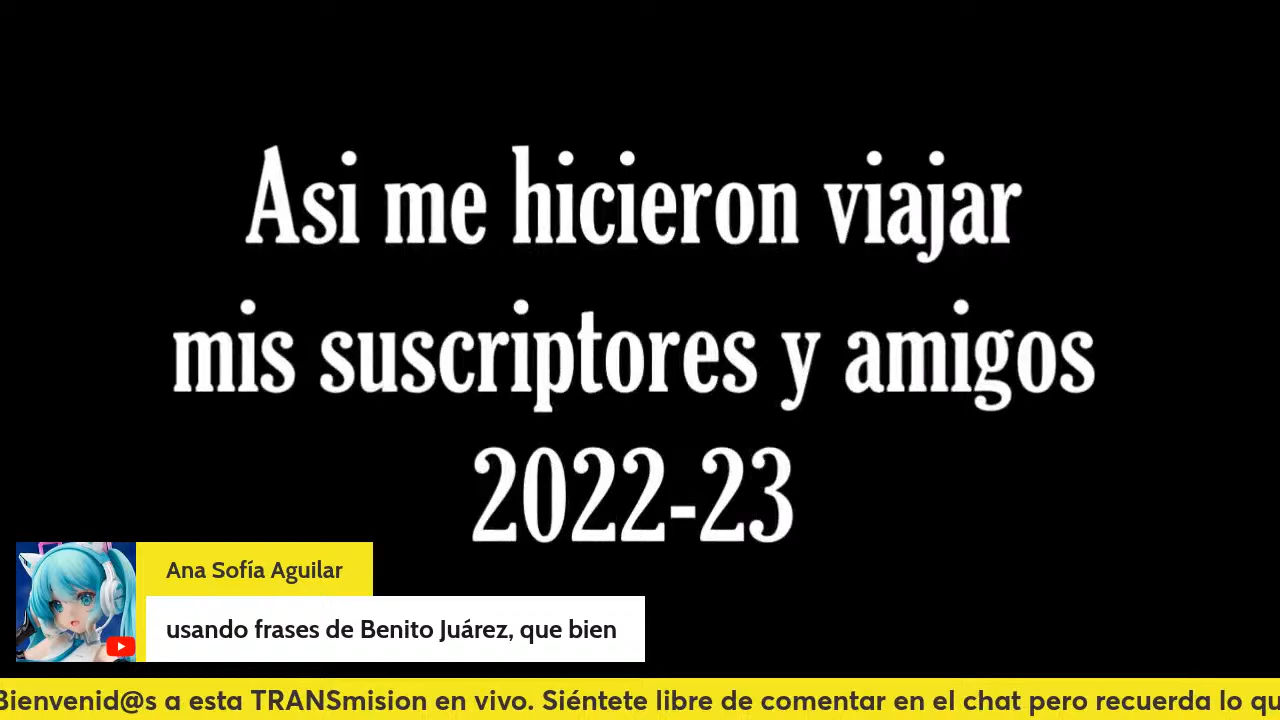 Asi me hicieron viajar
mis suscriptores y amigos
2022-23
Ana Sofía Aguilar
usando frases de Benito Juárez, que bien
Bienvenid@s a esta TRANSmision en vivo. Siéntete libre de comentar en el chat pero recuerda lo qu